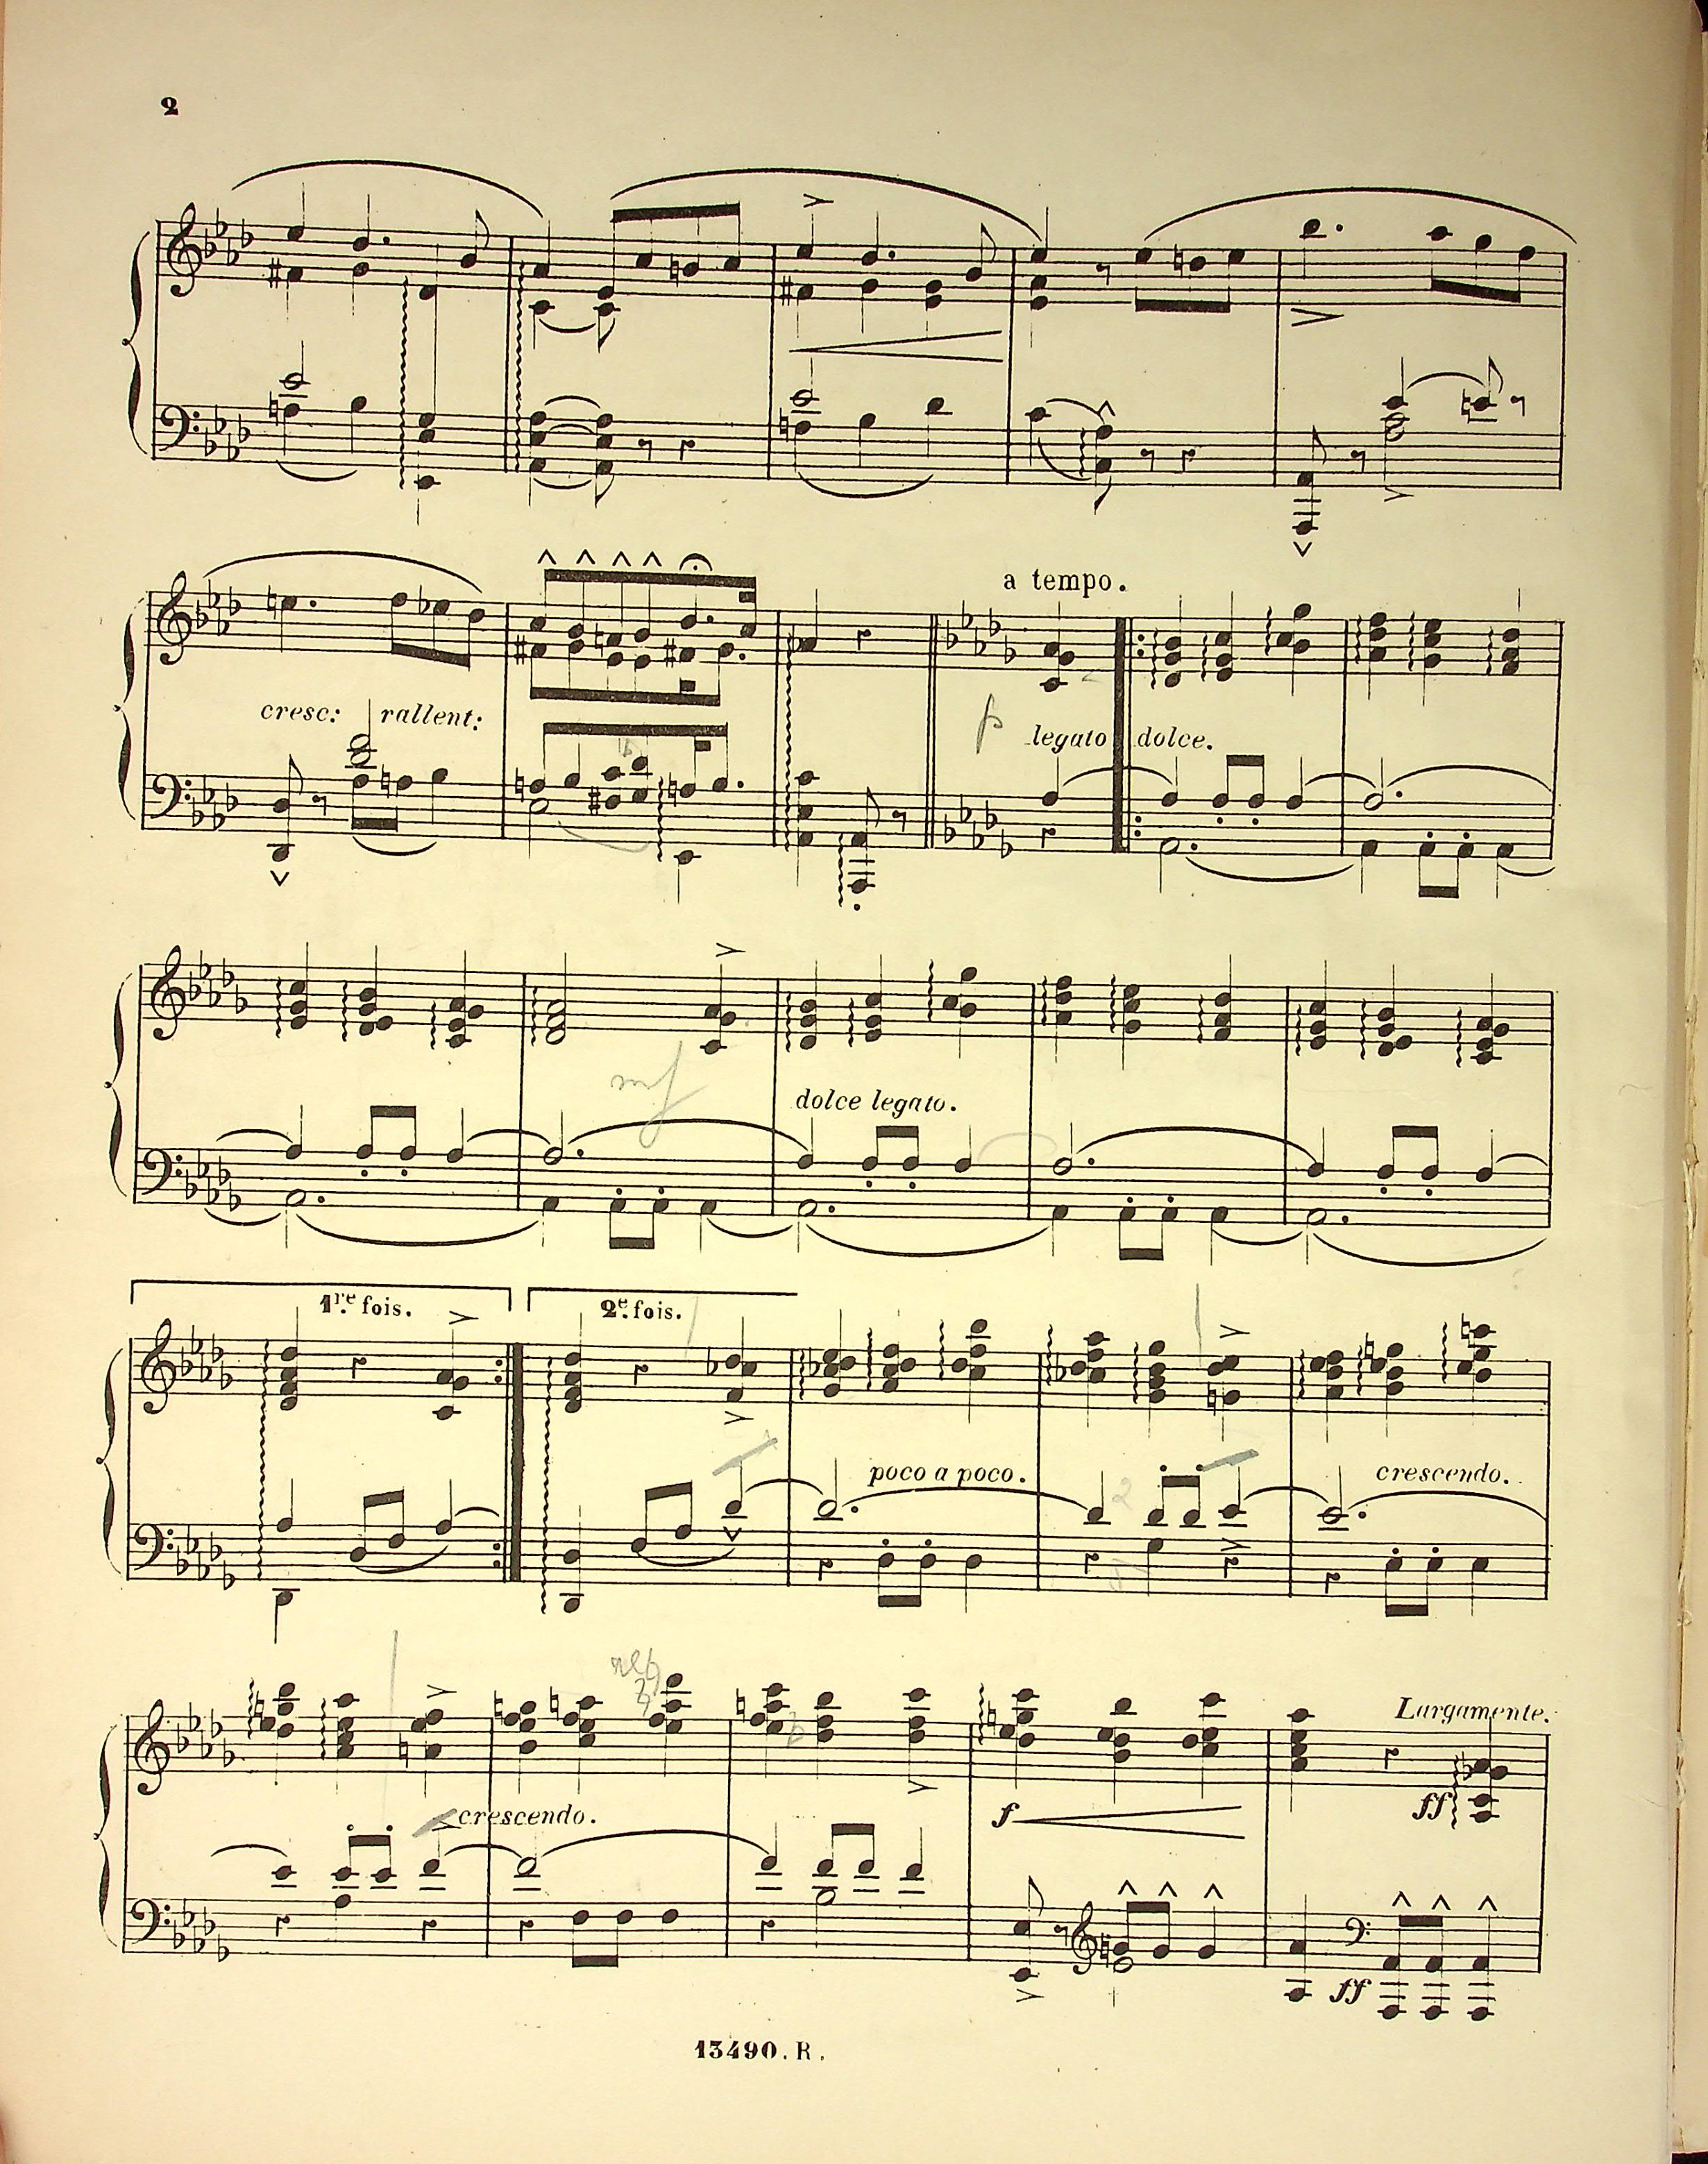 2
a tempo.
cresc: rallent:
p legato dolce.
mf
dolce legato.
1re fois. 2e fois.
poco a poco. crescendo.
Largamente.
crescendo. f ff
ff
13490. R.